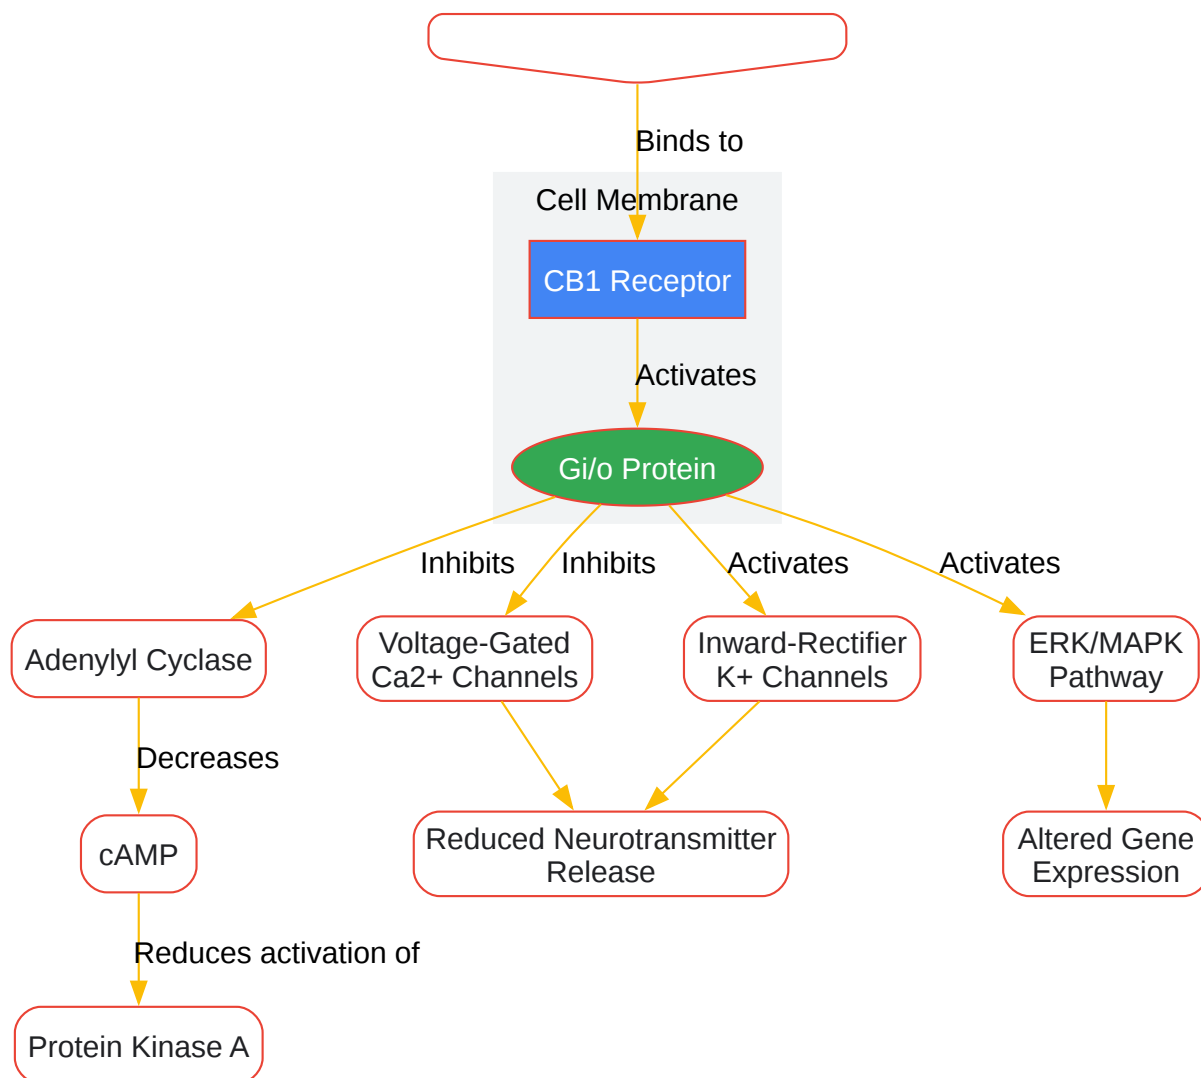 Binds to
Cell Membrane
CB1 Receptor
Activates
Gi/o Protein
Inhibits
Inhibits
Activates
Activates
Adenylyl Cyclase
Voltage-Gated
Ca2+ Channels
Inward-Rectifier
K+ Channels
ERK/MAPK
Pathway
Decreases
cAMP
Reduced Neurotransmitter
Release
Altered Gene
Expression
Reduces activation of
Protein Kinase A